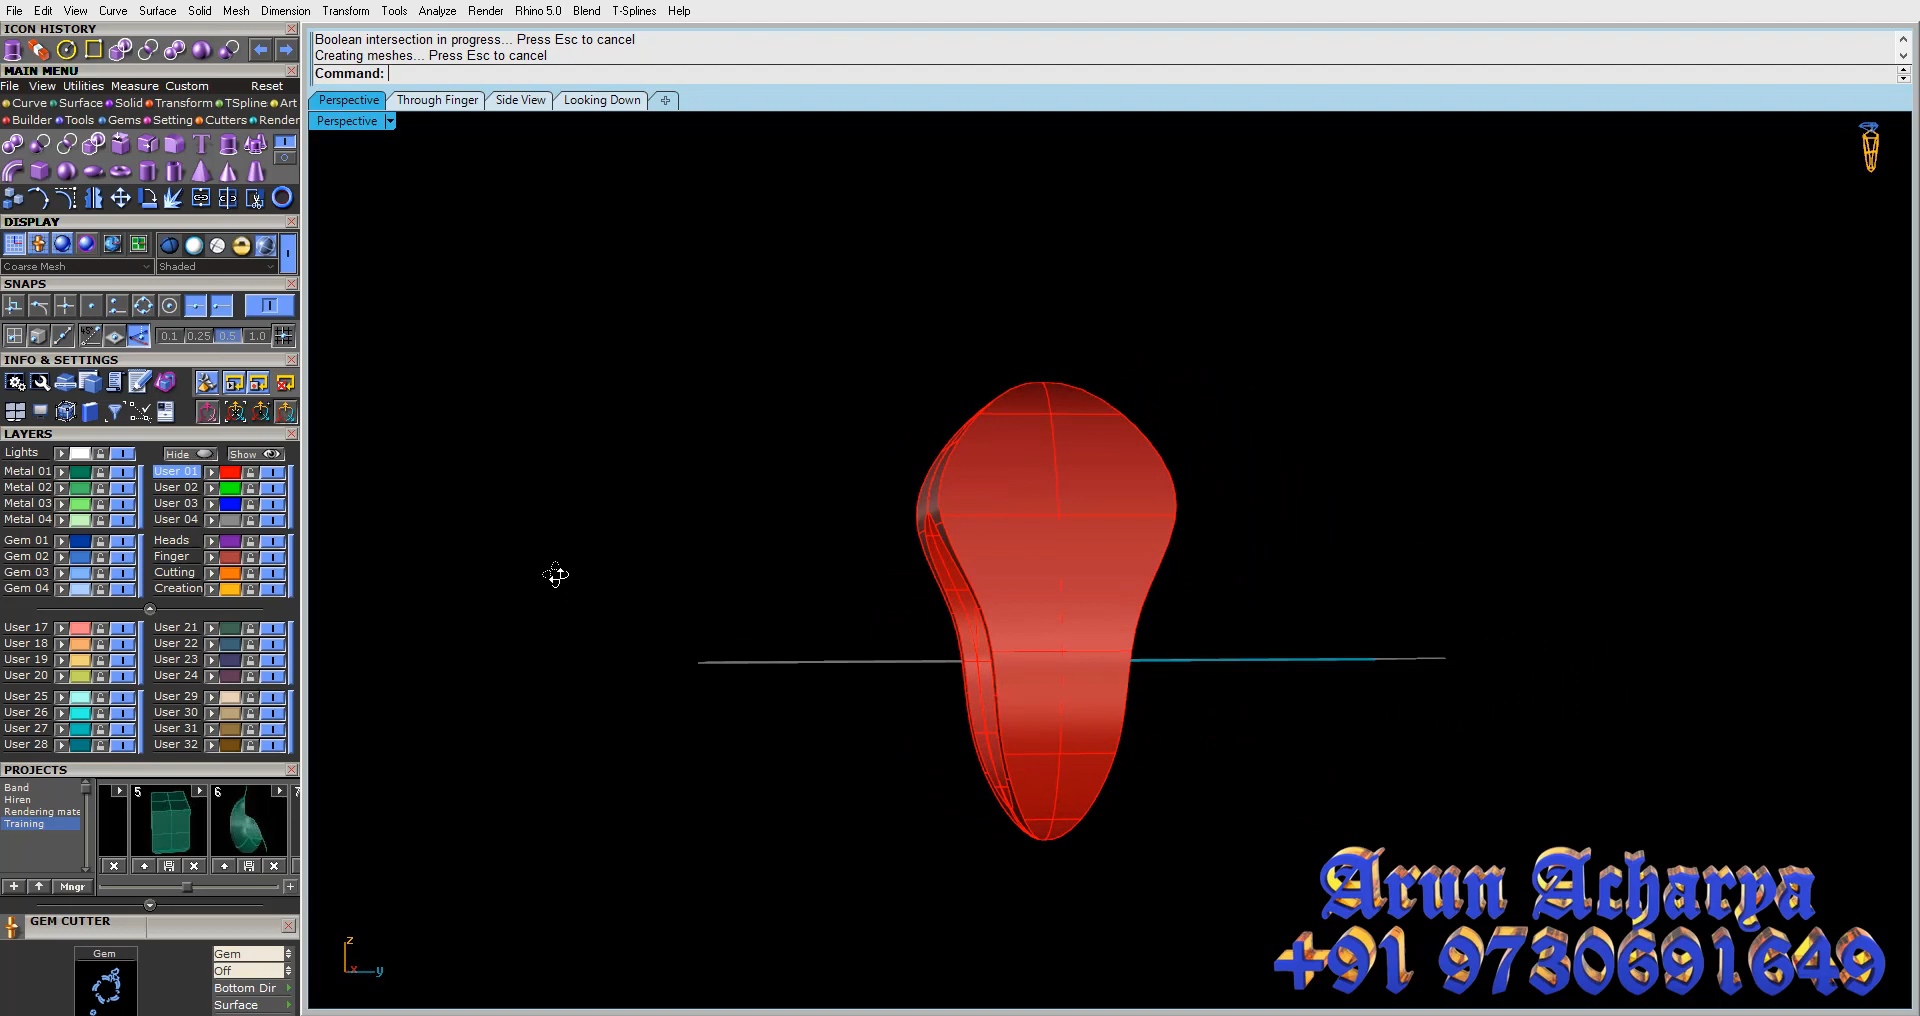 File Edit View Curve Surface Solid Mesh Dimension Transform Tools Analyze Render Rhino 5.0 Blend T-Splines Help
ICON HISTORY
MAIN MENU
File View Utilities Measure Custom Reset
Curve Surface Solid Transform TSpline Art
Builder Tools Gems Setting Cutters Render
DISPLAY
Coarse Mesh Shaded
SNAPS
0.1 0.25 0.5 1.0
INFO & SETTINGS
LAYERS
Lights Hide Show
Metal 01 User 01
Metal 02 User 02
Metal 03 User 03
Metal 04 User 04
Gem 01 Heads
Gem 02 Finger
Gem 03 Cutting
Gem 04 Creation
User 17 User 21
User 18 User 22
User 19 User 23
User 20 User 24
User 25 User 29
User 26 User 30
User 27 User 31
User 28 User 32
PROJECTS
Band
Hiren
Rendering mate
Training
5 6 7
Mngr
GEM CUTTER
Gem
Gem
Off
Bottom Dir
Surface
Boolean intersection in progress... Press Esc to cancel
Creating meshes... Press Esc to cancel
Command:
Perspective Through Finger Side View Looking Down
Perspective
z
x y
Arun Acharya
+91 9730691649